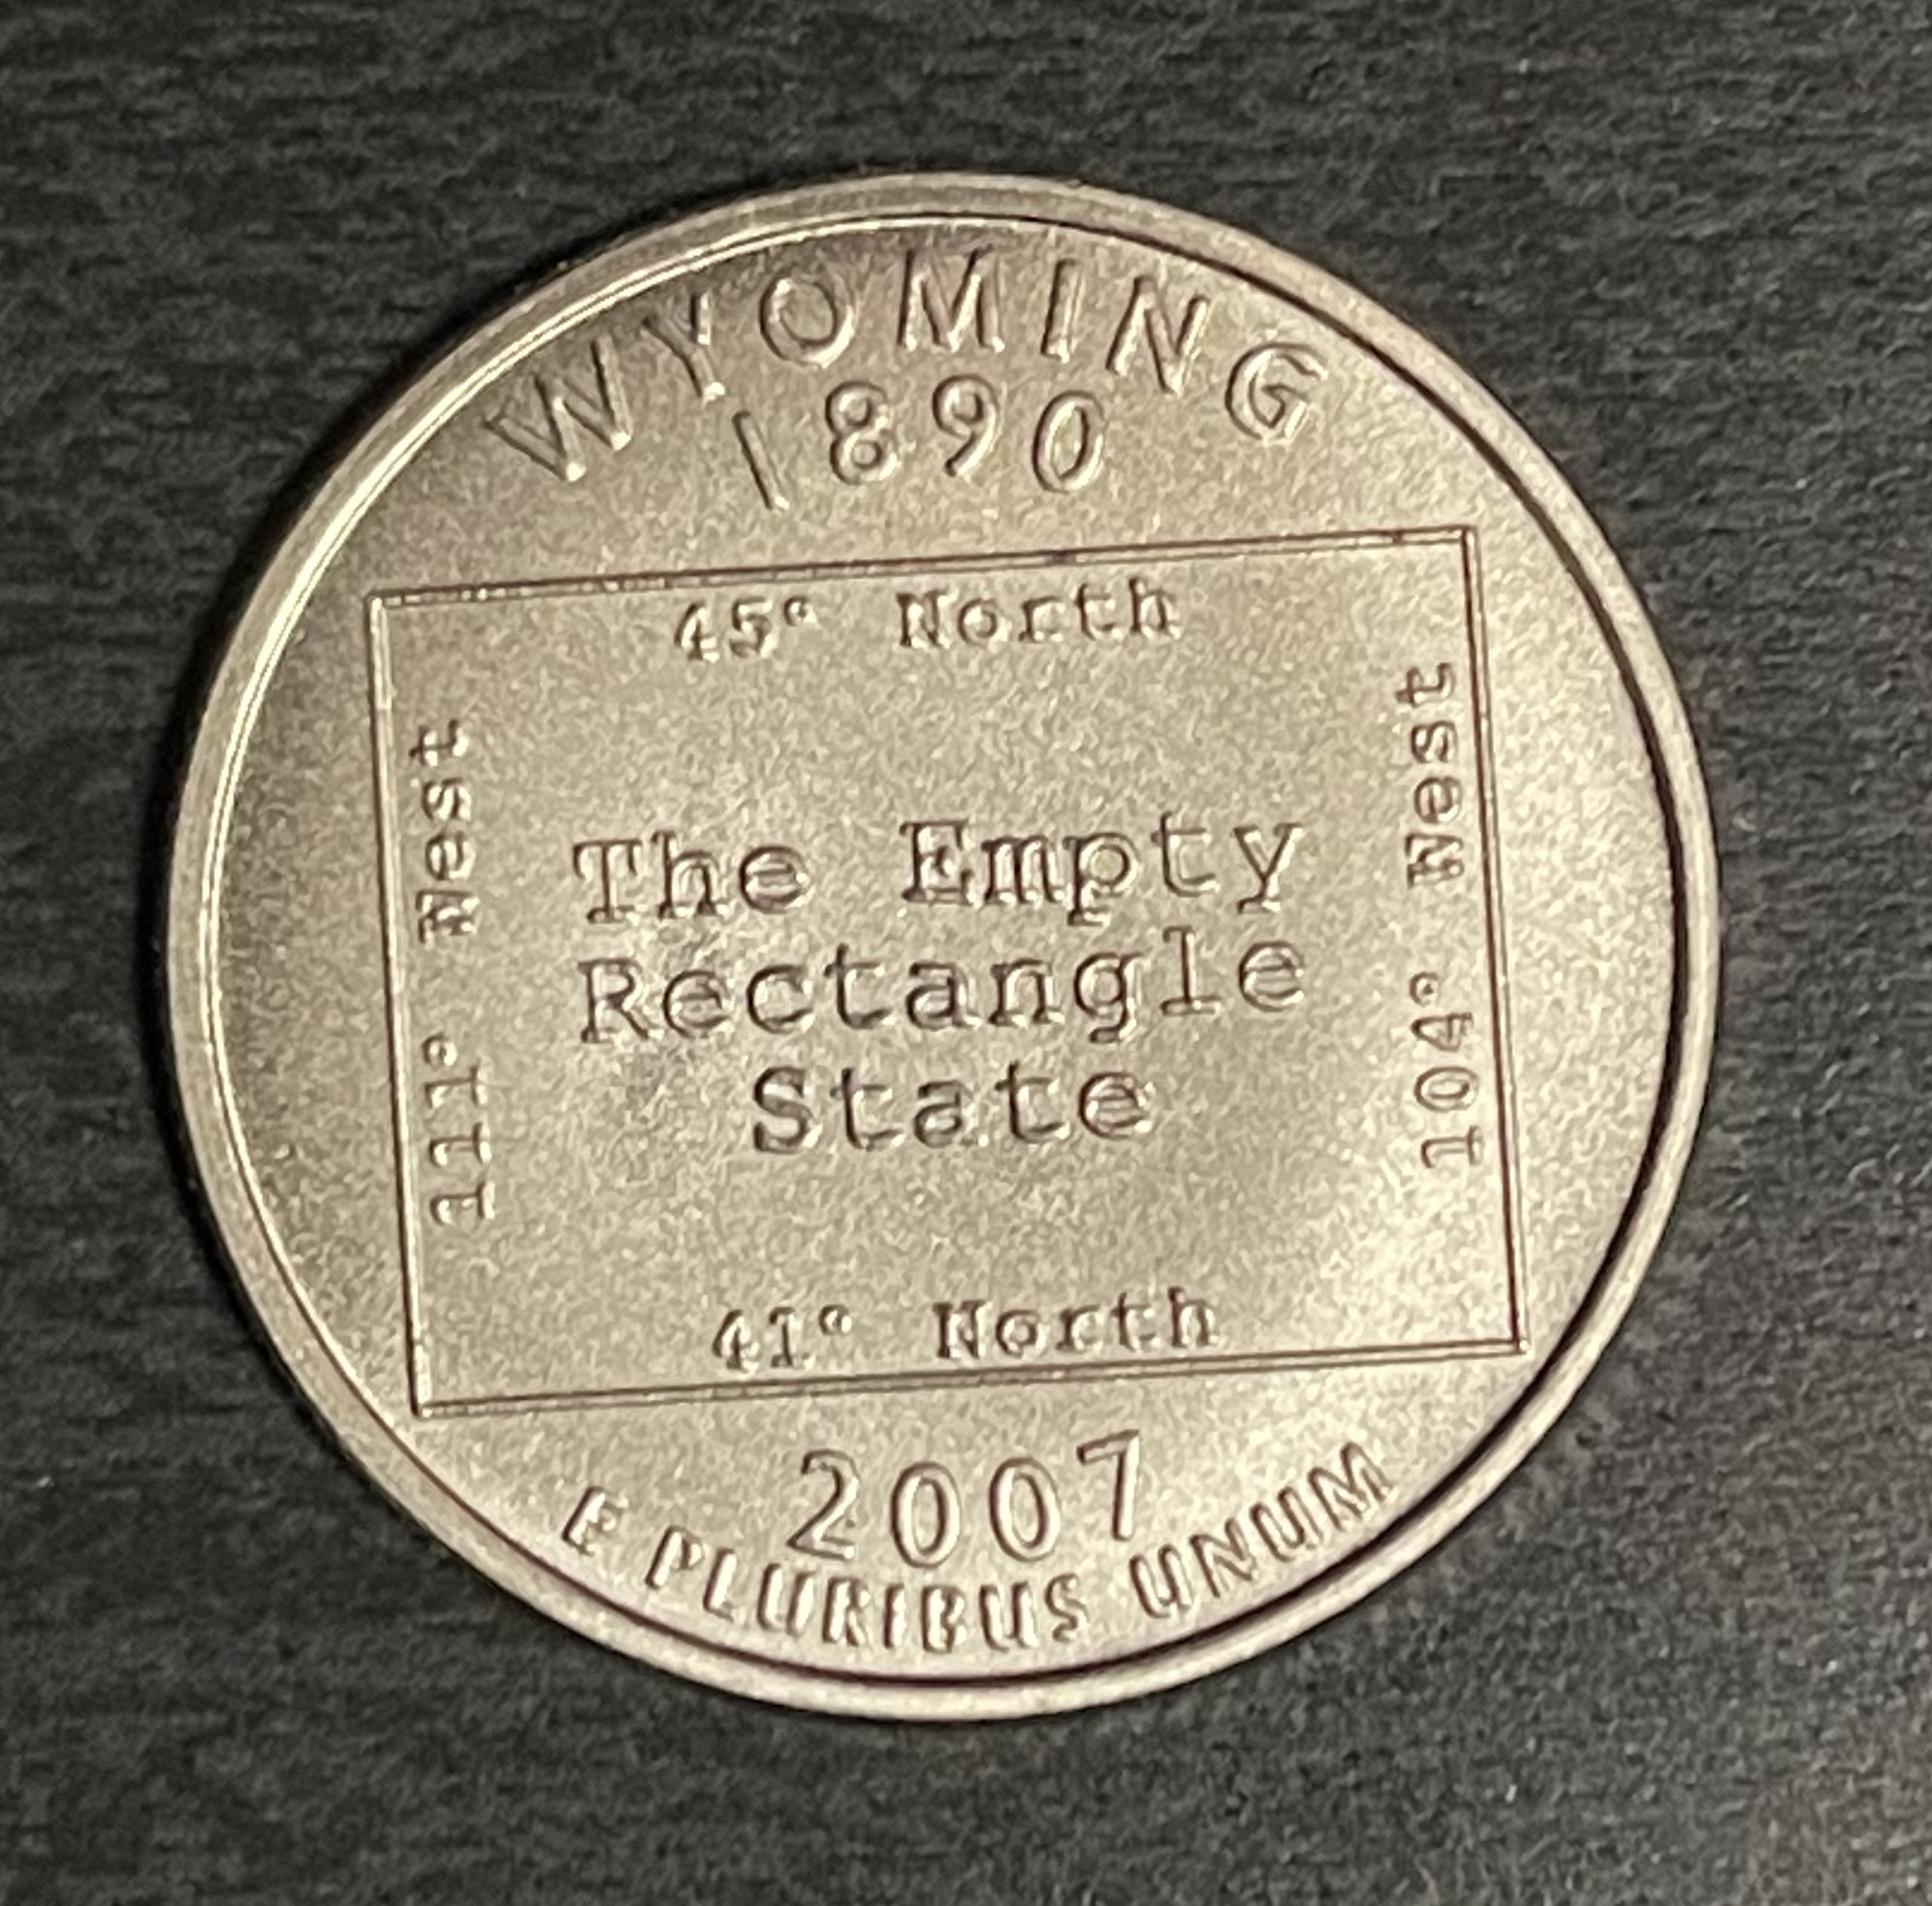 WYOMING
1890
45° North
111° West
The Empty
Rectangle
State
104° West
41° North
2007
E PLURIBUS UNUM